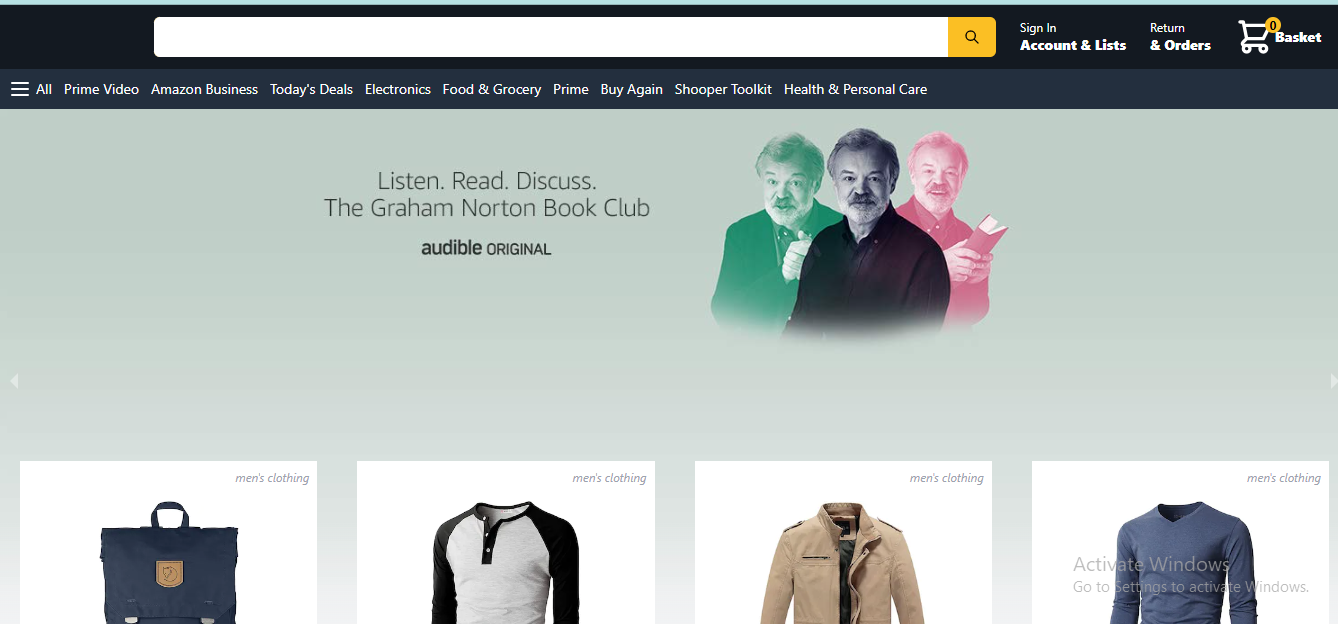 Sign In
Account & Lists
Return
& Orders
0
Basket
All Prime Video Amazon Business Today's Deals Electronics Food & Grocery Prime Buy Again Shooper Toolkit Health & Personal Care
Listen. Read. Discuss.
The Graham Norton Book Club
audible ORIGINAL
men's clothing
men's clothing
men's clothing
men's clothing
Activate Windows
Go to Settings to activate Windows.